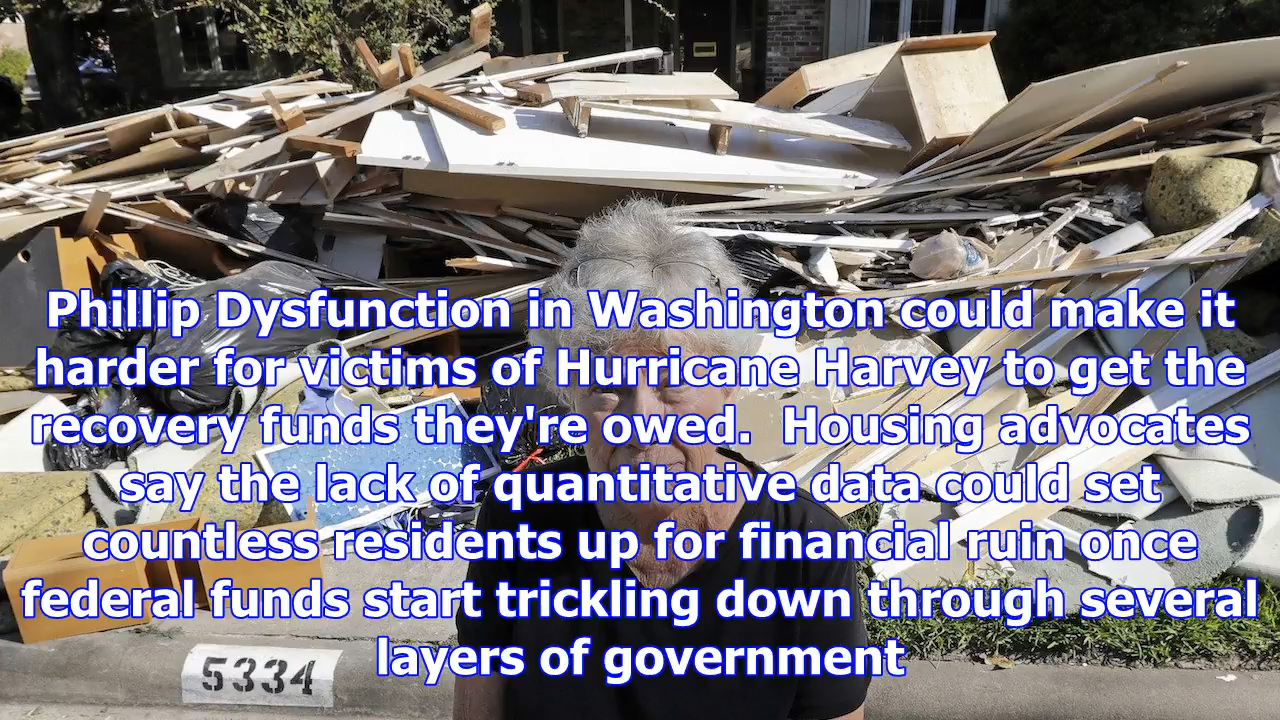 Phillip Dysfunction in Washington could make it
harder for victims of Hurricane Harvey to get the
recovery funds they're owed.  Housing advocates
say the lack of quantitative data could set
countless residents up for financial ruin once
federal funds start trickling down through several
layers of government
5334